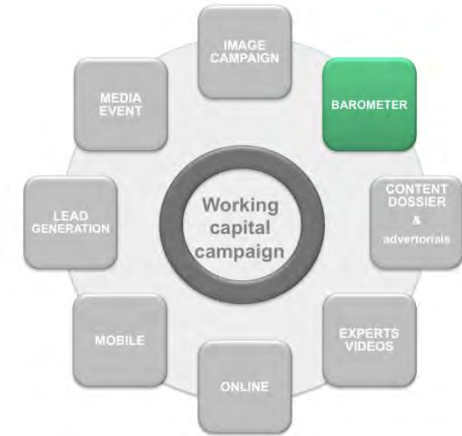 IMAGE
CAMPAIGN
BAROMETER
CONTENT
DOSSIER
&
advertorials
EXPERTS
VIDEOS
ONLINE
MOBILE
LEAD
GENERATION
MEDIA
EVENT
Working
capital
campaign